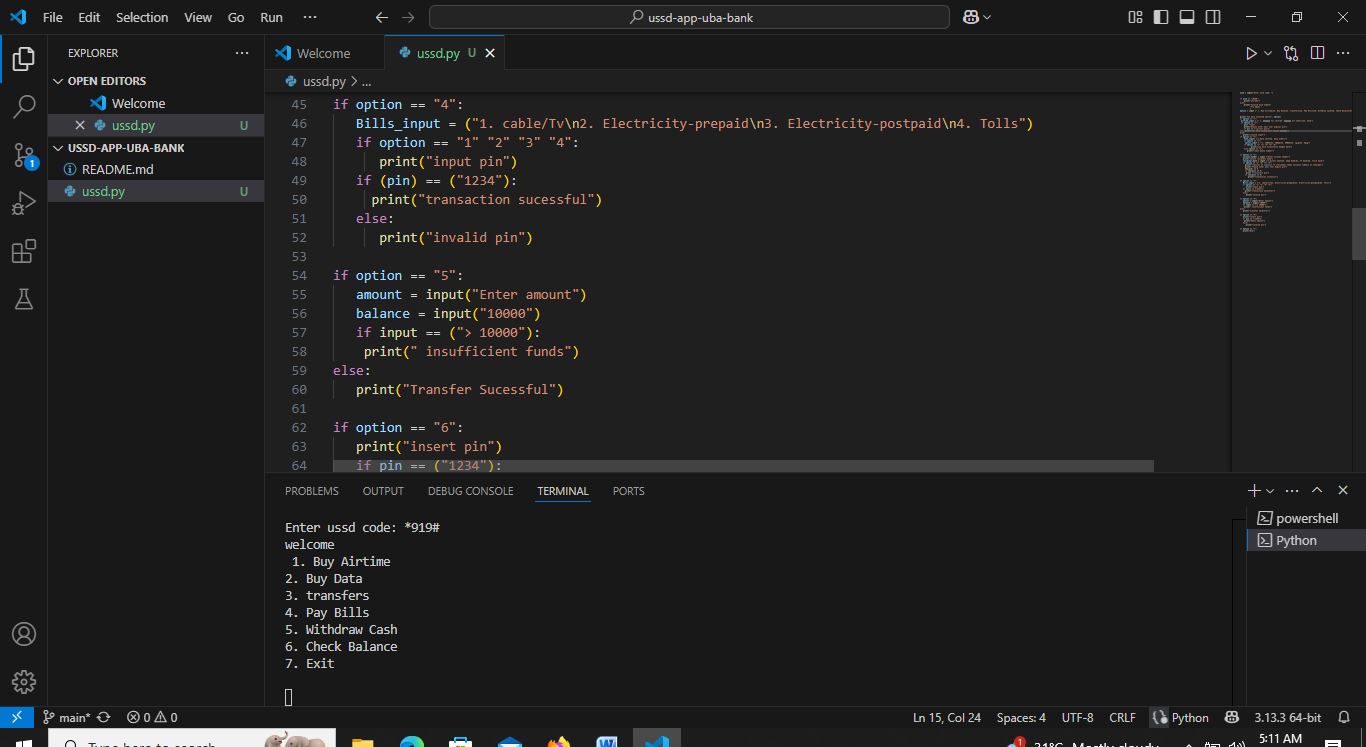 File Edit Selection View Go Run ··· ussd-app-uba-bank
EXPLORER ···
OPEN EDITORS
Welcome
ussd.py U
USSD-APP-UBA-BANK
README.md
ussd.py U
1
Welcome ussd.py U
ussd.py > ...
45 if option == "4":
46 Bills_input = ("1. cable/Tv\n2. Electricity-prepaid\n3. Electricity-postpaid\n4. Tolls")
47 if option == "1" "2" "3" "4":
48 print("input pin")
49 if (pin) == ("1234"):
50 print("transaction sucessful")
51 else:
52 print("invalid pin")
53
54 if option == "5":
55 amount = input("Enter amount")
56 balance = input("10000")
57 if input == ("> 10000"):
58 print(" insufficient funds")
59 else:
60 print("Transfer Sucessful")
61
62 if option == "6":
63 print("insert pin")
64 if pin == ("1234"):
PROBLEMS OUTPUT DEBUG CONSOLE TERMINAL PORTS
Enter ussd code: *919#
welcome
1. Buy Airtime
2. Buy Data
3. transfers
4. Pay Bills
5. Withdraw Cash
6. Check Balance
7. Exit
powershell
Python
main* 0 0 Ln 15, Col 24 Spaces: 4 UTF-8 CRLF Python 3.13.3 64-bit
Type here to search 1 31°C Mostly cloudy 5:11 AM